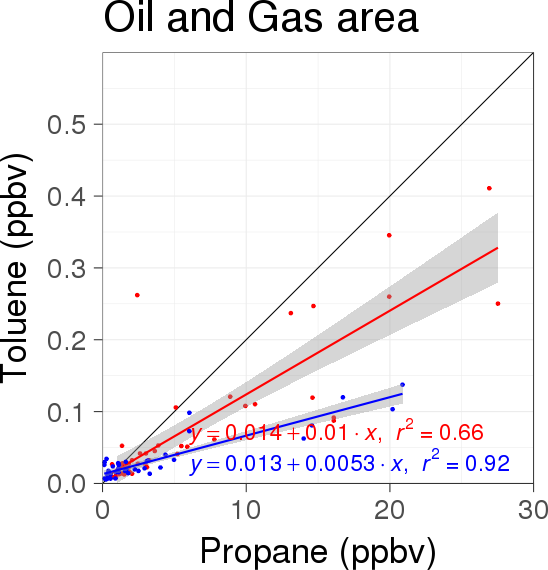 Oil and Gas area
Toluene (ppbv)
0.5
0.4
0.3
0.2
0.1
0.0
y = 0.014 + 0.01 · x, r² = 0.66
y = 0.013 + 0.0053 · x, r² = 0.92
0 10 20 30
Propane (ppbv)